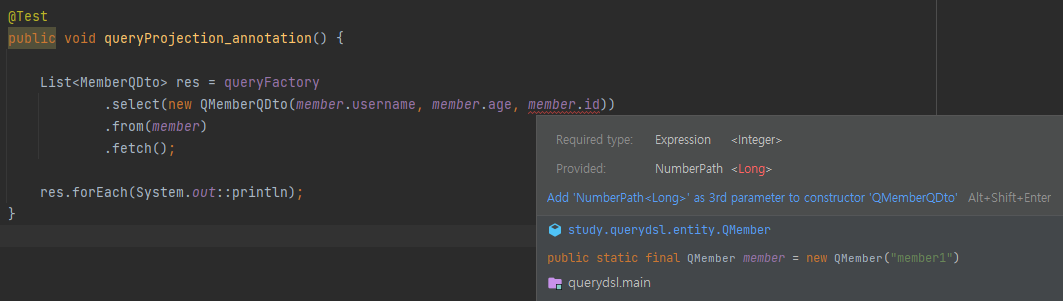 @Test
public void queryProjection_annotation() {
List<MemberQDto> res = queryFactory
.select(new QMemberQDto(member.username, member.age, member.id))
.from(member)
.fetch();
res.forEach(System.out::println);
}
Required type: Expression <Integer>
Provided: NumberPath <Long>
Add 'NumberPath<Long>' as 3rd parameter to constructor 'QMemberQDto' Alt+Shift+Enter
study.querydsl.entity.QMember
public static final QMember member = new QMember("member1")
querydsl.main